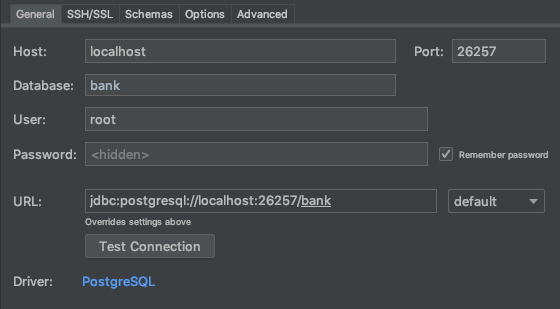 General SSH/SSL Schemas Options Advanced
Host: localhost Port: 26257
Database: bank
User: root
Password: <hidden> Remember password
URL: jdbc:postgresql://localhost:26257/bank default
Overrides settings above
Test Connection
Driver: PostgreSQL